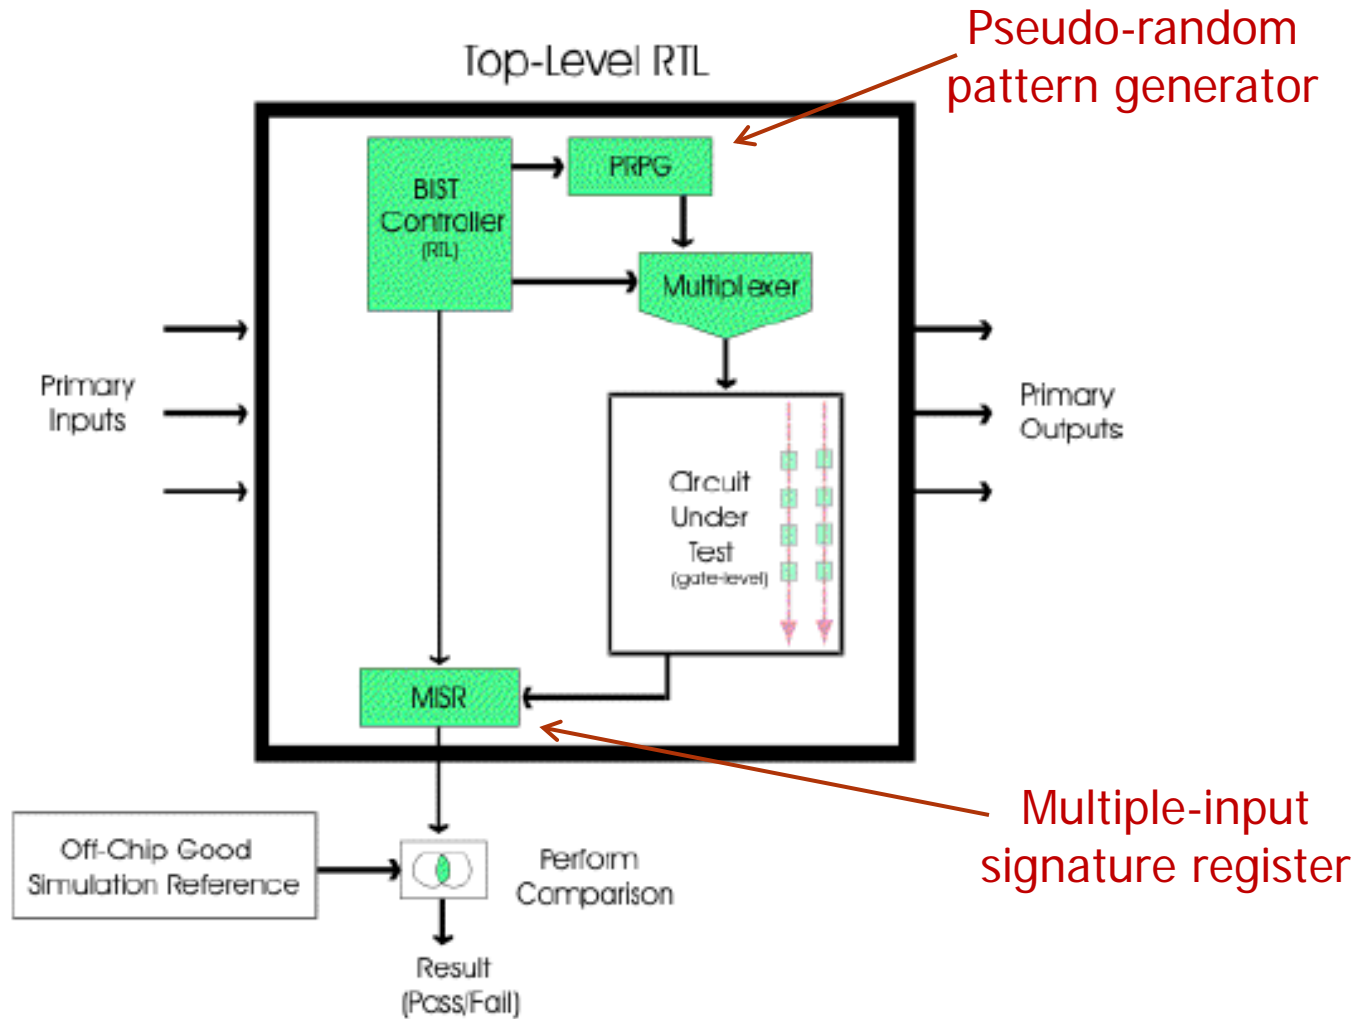 Pseudo-random
pattern generator
Top-Level RTL
BIST
Controller
(RTL)
PRPG
Multiplexer
Primary
Inputs
Primary
Outputs
Circuit
Under
Test
(gate-level)
MISR
Multiple-input
signature register
Off-Chip Good
Simulation Reference
Perform
Comparison
Result
(Pass/Fail)